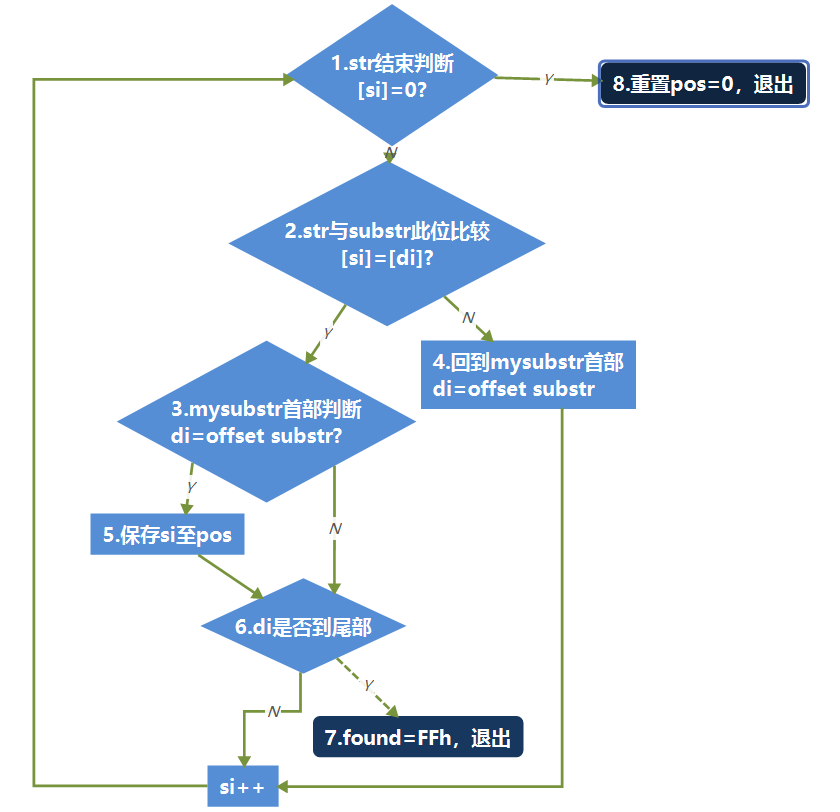 1.str结束判断
[si]=0?
Y
8.重置pos=0，退出
N
2.str与substr此位比较
[si]=[di]?
Y
N
4.回到mysubstr首部
di=offset substr
3.mysubstr首部判断
di=offset substr?
Y
N
5.保存si至pos
6.di是否到尾部
Y
N
7.found=FFh，退出
si++